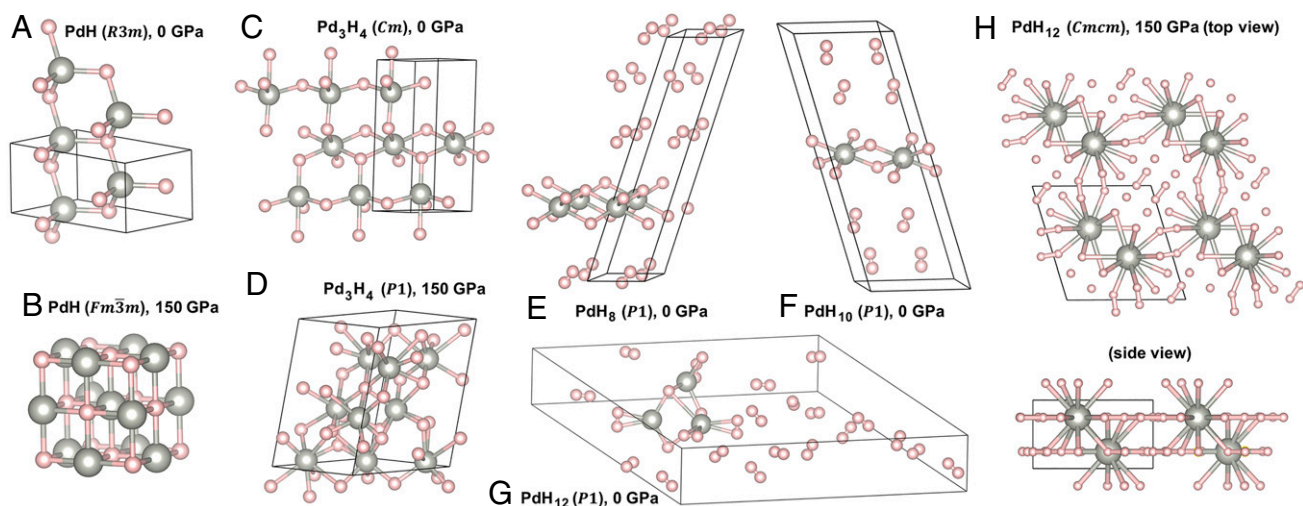 A PdH (R3m), 0 GPa
B PdH (Fm3̅m), 150 GPa
C Pd₃H₄ (Cm), 0 GPa
D Pd₃H₄ (P1), 150 GPa
E PdH₈ (P1), 0 GPa
F PdH₁₀ (P1), 0 GPa
G PdH₁₂ (P1), 0 GPa
H PdH₁₂ (Cmcm), 150 GPa (top view)
(side view)